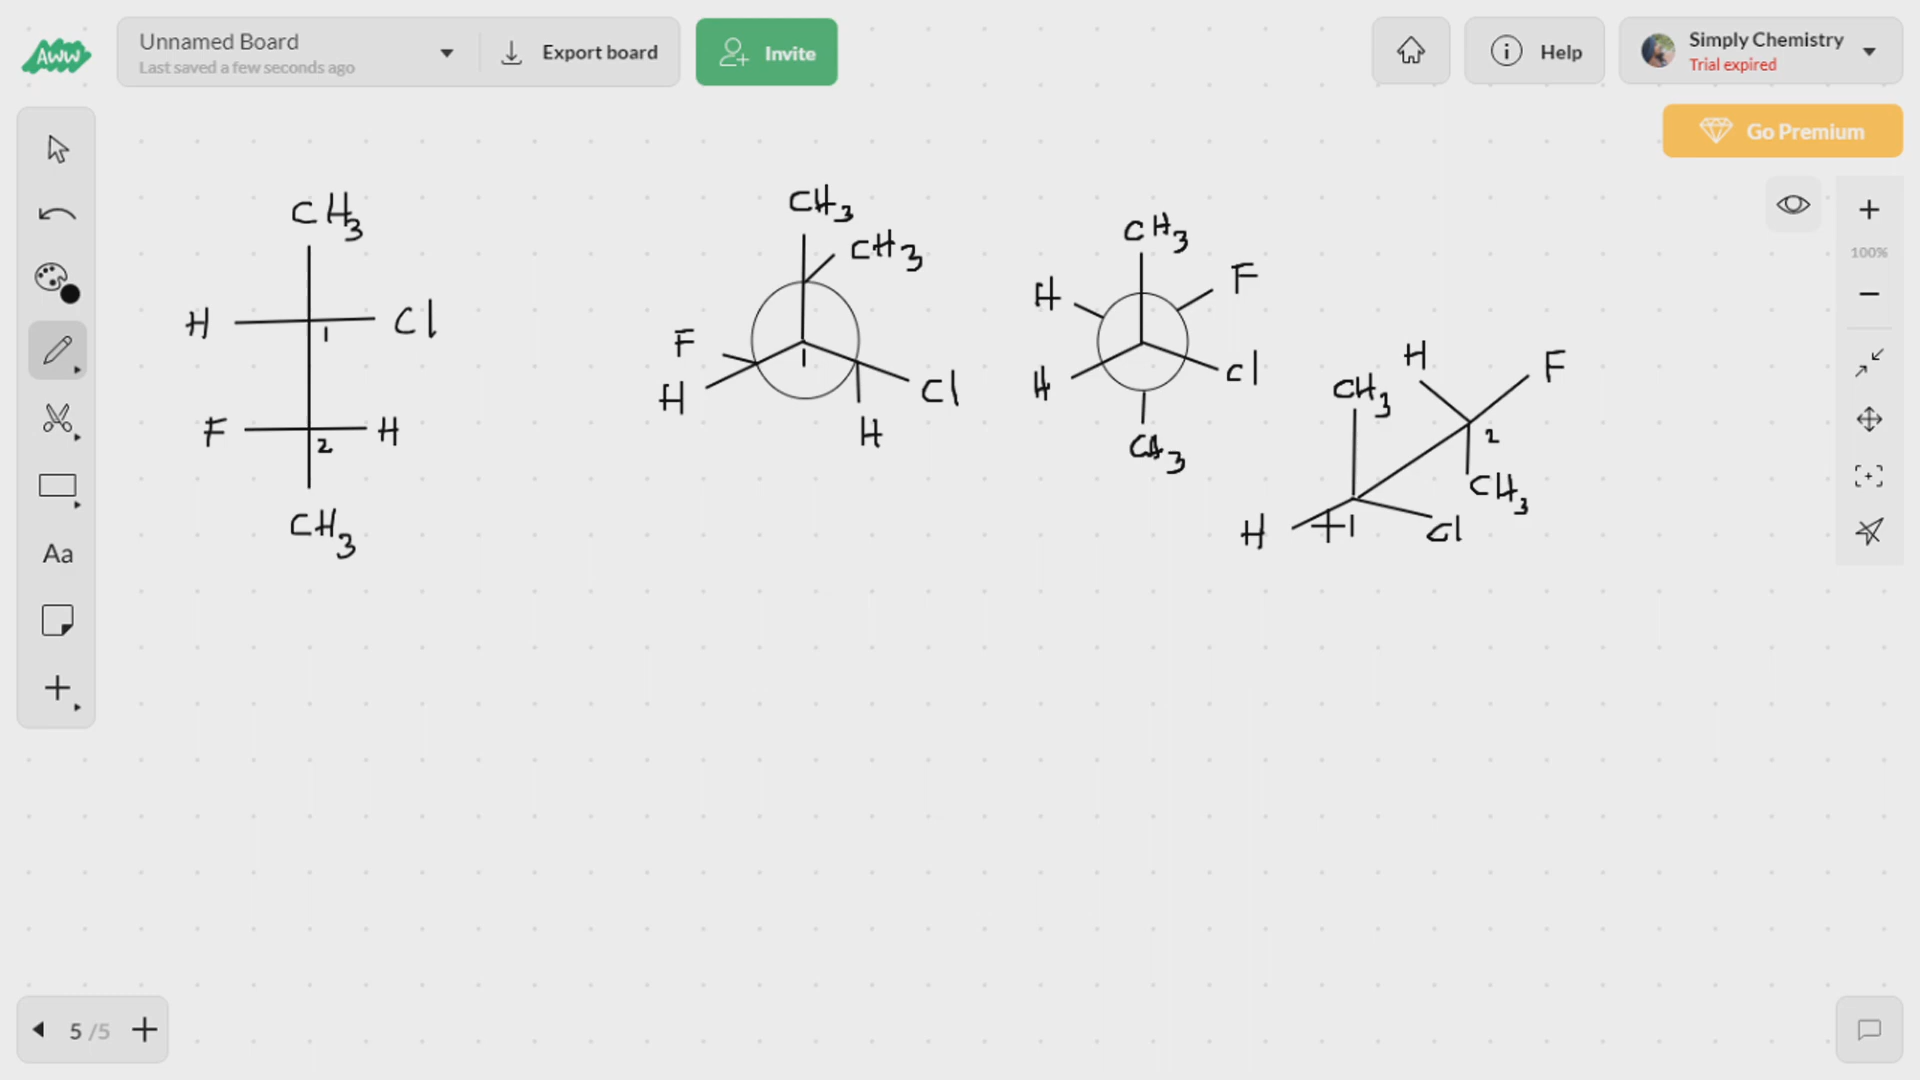 AWW
Unnamed Board
Last saved a few seconds ago
Export board
Invite
Help
Simply Chemistry
Trial expired
Go Premium
100%
CH3
H Cl
1
F H
2
CH3
CH3
CH3
F
H
1
Cl
H
CH3
H F
H Cl
CH3
CH3 H F
2
CH3
H 1 Cl
Aa
5 /5